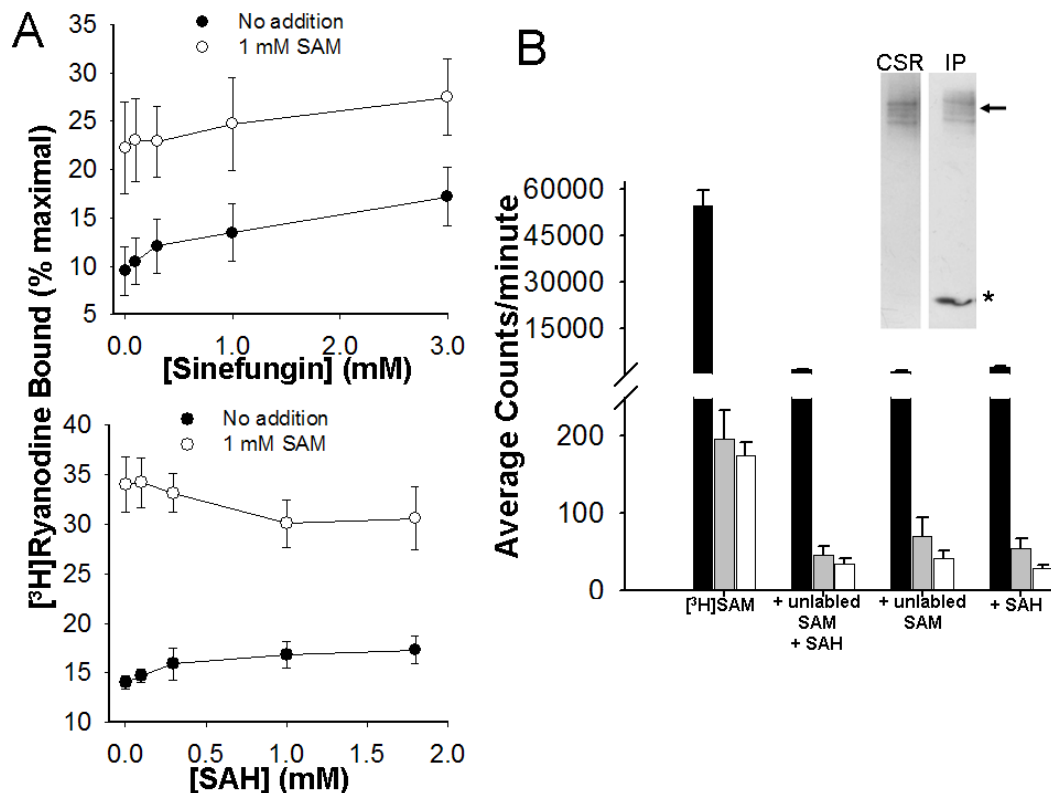 A
No addition
1 mM SAM
35
30
25
20
15
10
5
0.0
1.0
2.0
3.0
[Sinefungin] (mM)
[³H]Ryanodine Bound (% maximal)
No addition
1 mM SAM
40
35
30
25
20
15
10
0.0
0.5
1.0
1.5
2.0
[SAH] (mM)
B
CSR
IP
*
Average Counts/minute
60000
45000
30000
15000
200
100
0
[³H]SAM
+ unlabled
SAM
+ SAH
+ unlabled
SAM
+ SAH